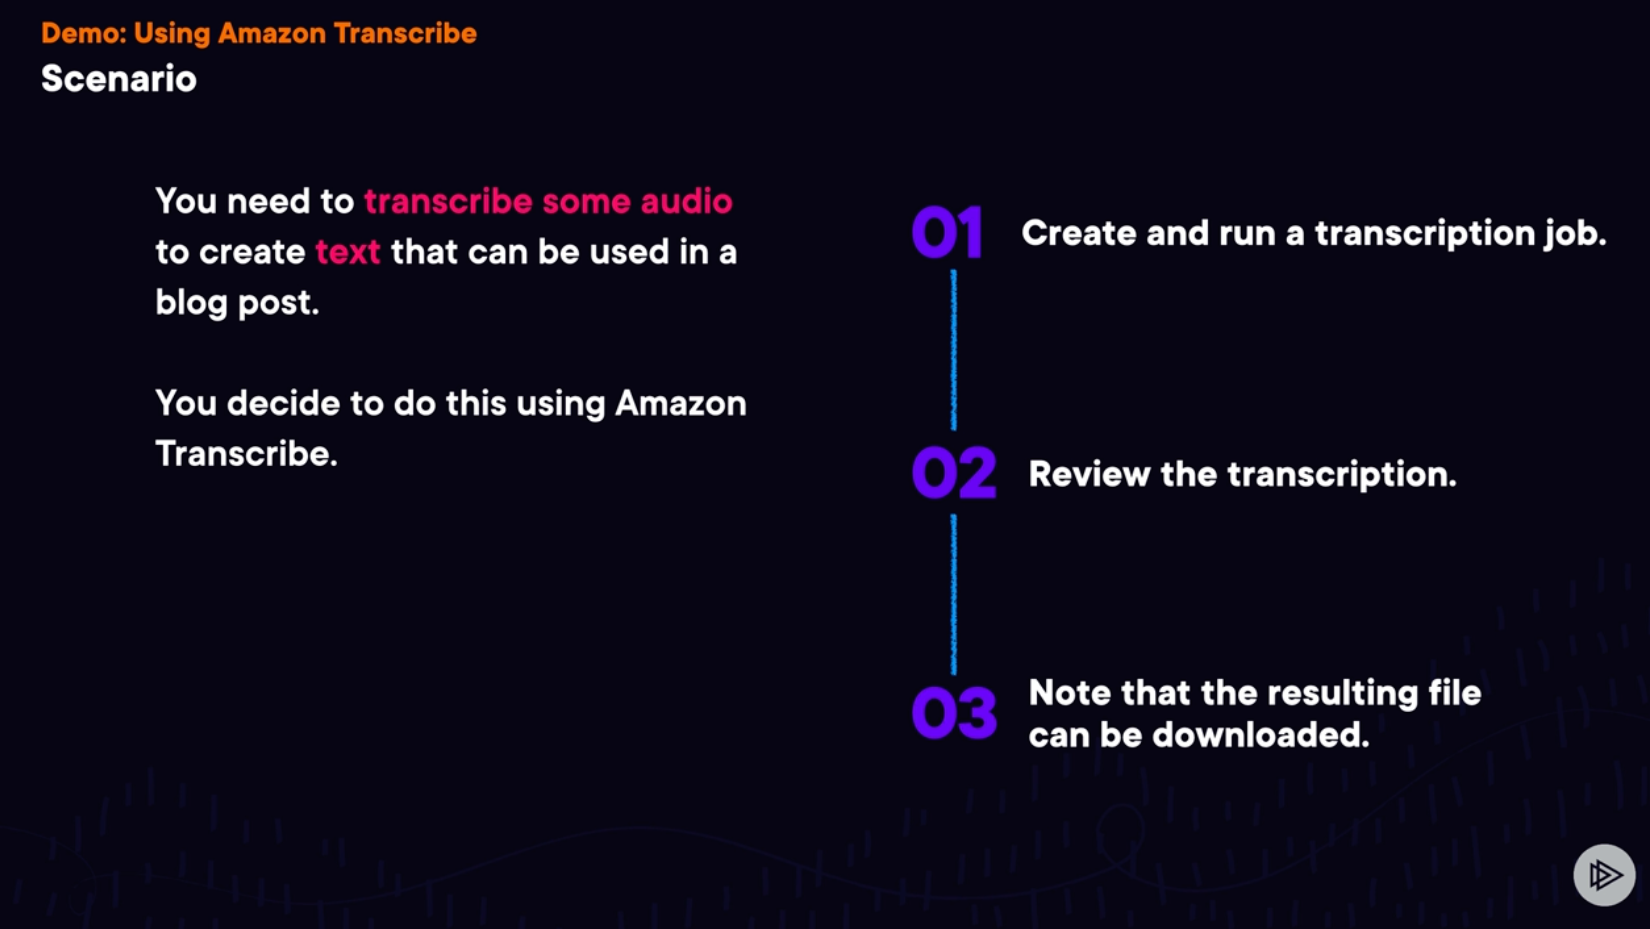 Demo: Using Amazon Transcribe
Scenario
You need to transcribe some audio
to create text that can be used in a
blog post.
You decide to do this using Amazon
Transcribe.
01 Create and run a transcription job.
02 Review the transcription.
03 Note that the resulting file
can be downloaded.